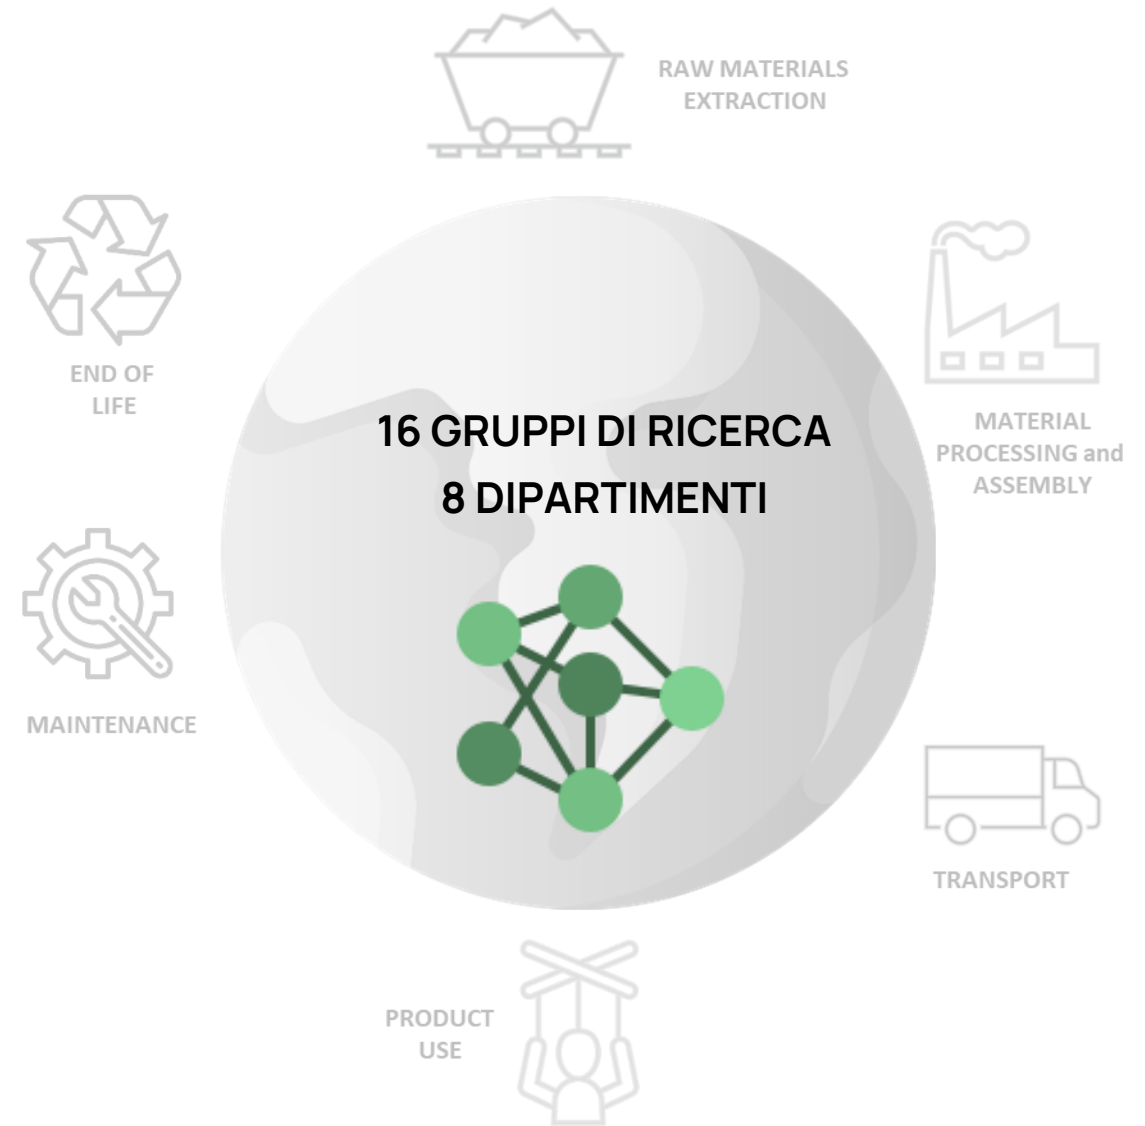 RAW MATERIALS
EXTRACTION
END OF
LIFE
MATERIAL
PROCESSING and
ASSEMBLY
16 GRUPPI DI RICERCA
8 DIPARTIMENTI
MAINTENANCE
TRANSPORT
PRODUCT
USE